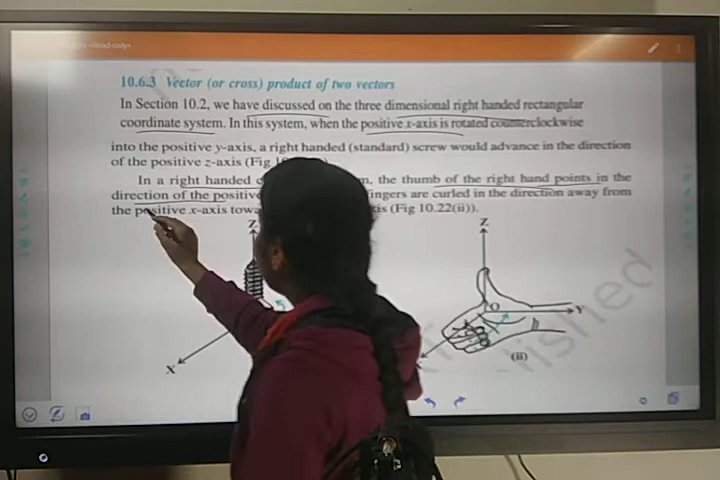 <Read-only>
10.6.3 Vector (or cross) product of two vectors
In Section 10.2, we have discussed on the three dimensional right handed rectangular
coordinate system. In this system, when the positive x-axis is rotated counterclockwise
into the positive y-axis, a right handed (standard) screw would advance in the direction
of the positive z-axis (Fig
In a right handed the thumb of the right hand points in the
direction of the positive fingers are curled in the direction away from
the positive x-axis (Fig 10.22(ii)).
Z
Z
O
Y
X
(ii)